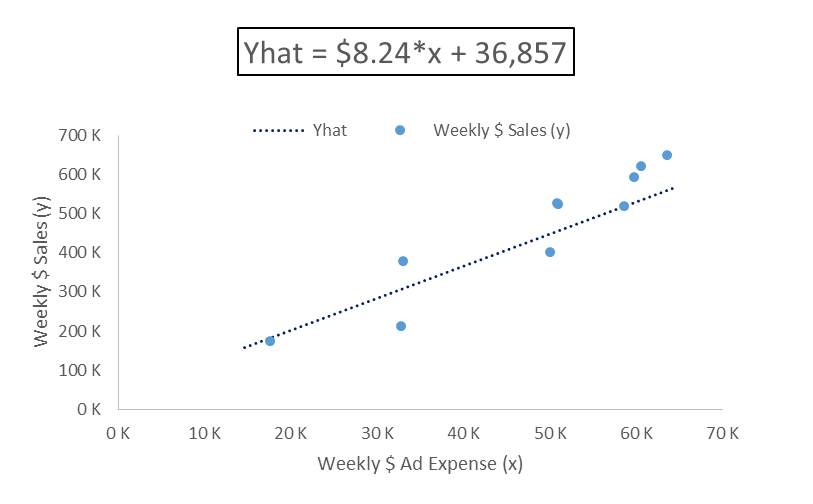 Yhat = $8.24*x + 36,857
Yhat
Weekly $ Sales (y)
700 K
600 K
500 K
400 K
300 K
200 K
100 K
0 K
Weekly $ Sales (y)
0 K 10 K 20 K 30 K 40 K 50 K 60 K 70 K
Weekly $ Ad Expense (x)